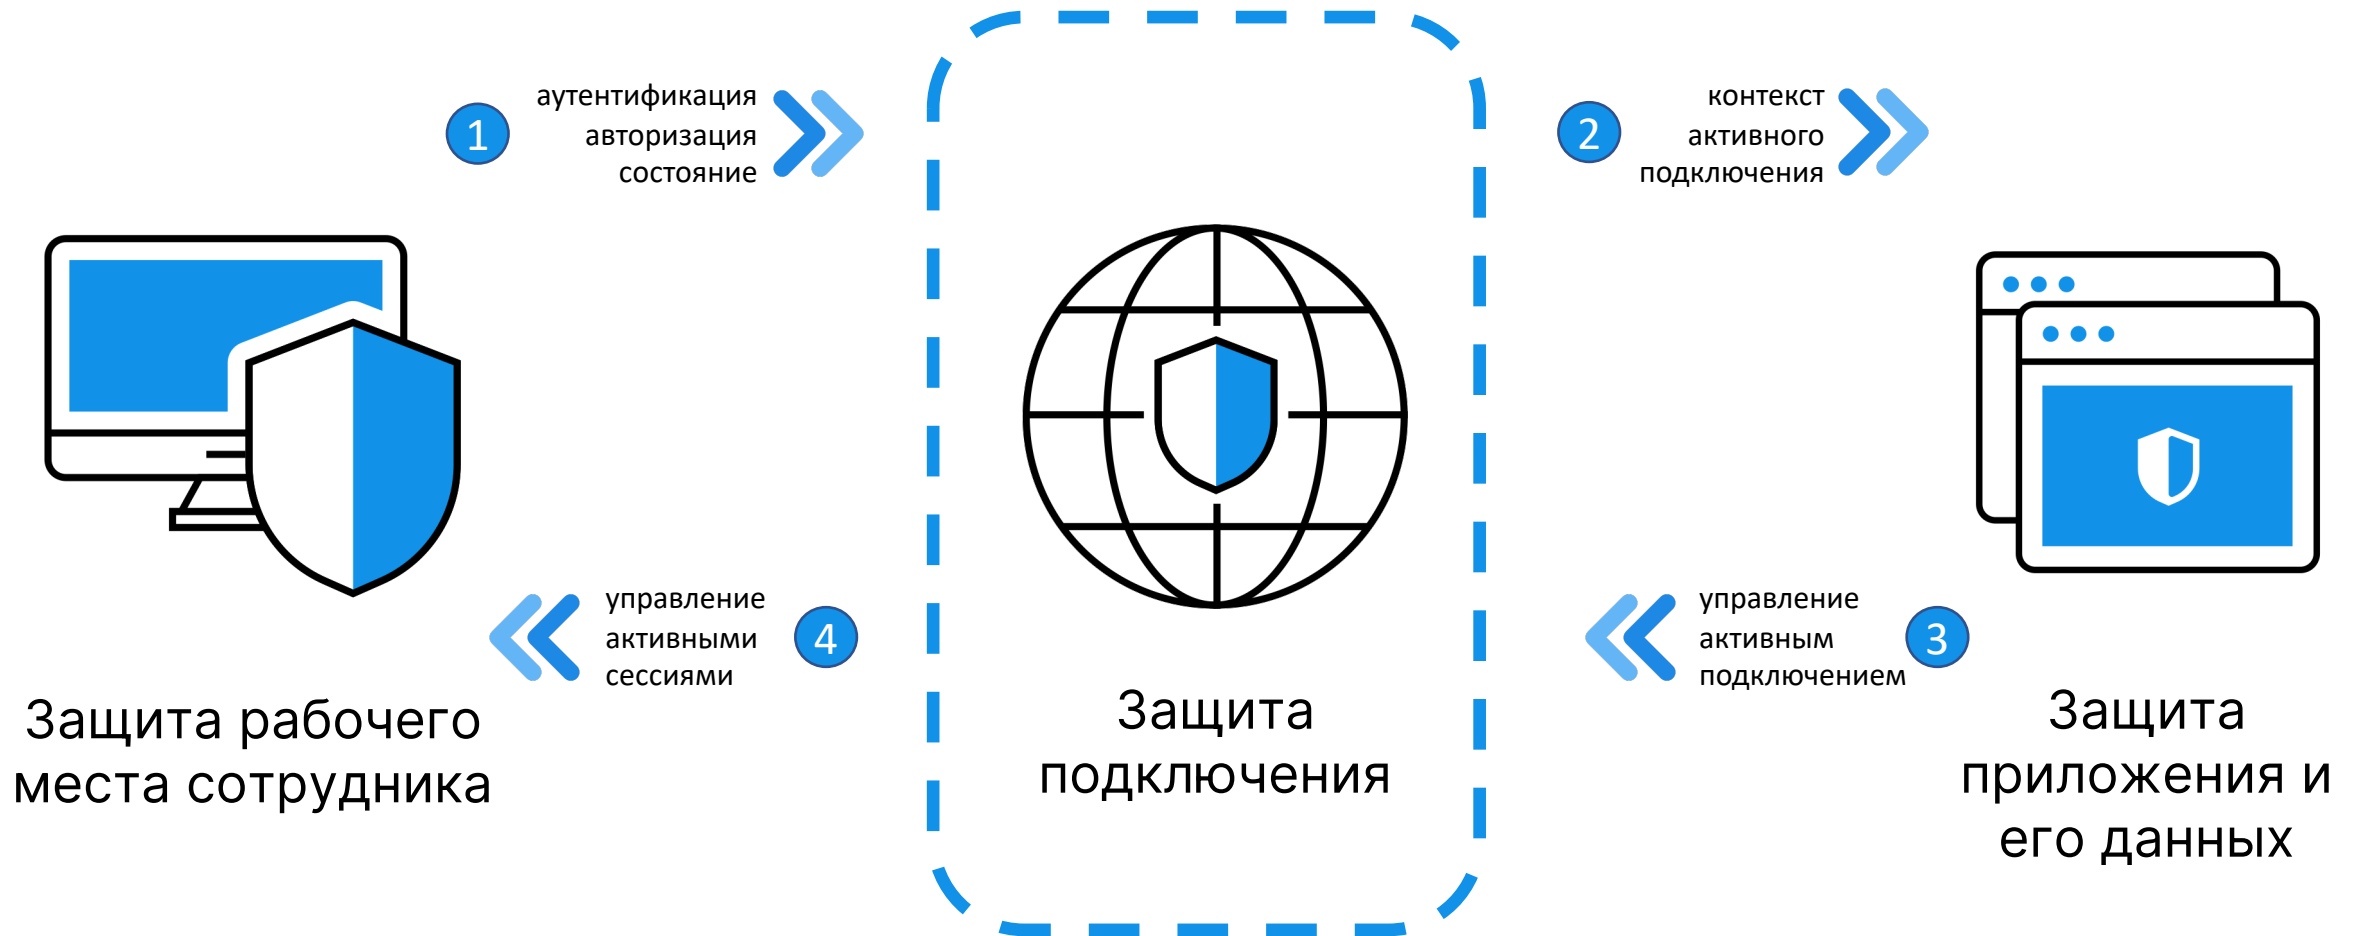 1
аутентификация
авторизация
состояние
2
контекст
активного
подключения
управление
активными
сессиями
4
управление
активным
подключением
3
Защита рабочего
места сотрудника
Защита
подключения
Защита
приложения и
его данных